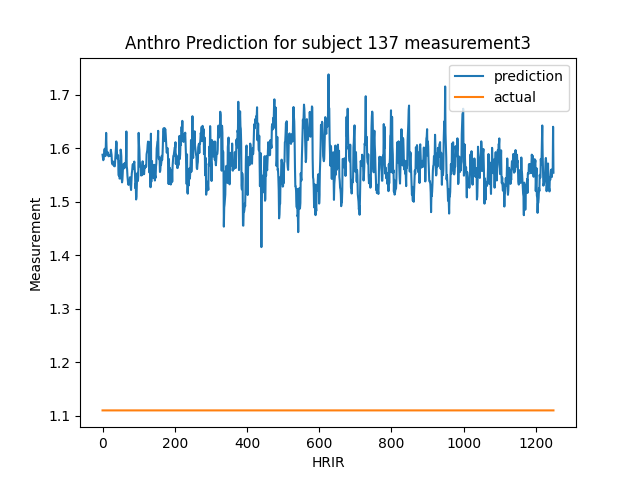 Anthro Prediction for subject 137 measurement3
prediction
actual
1.7
1.6
1.5
1.4
1.3
1.2
1.1
Measurement
0 200 400 600 800 1000 1200
HRIR